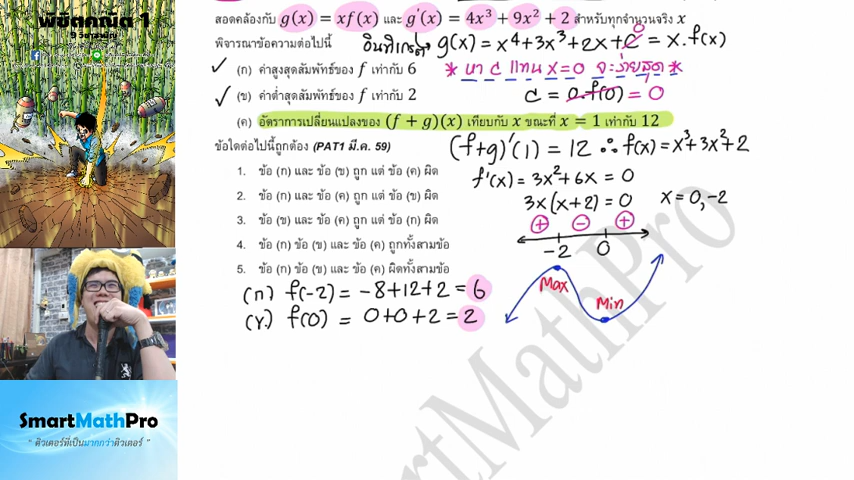 พิชิตคณิต 1
9 วิชาสามัญ
สอดคล้องกับ g(x) = xf(x) และ g′(x) = 4x³ + 9x² + 2 สำหรับทุกจำนวนจริง x
พิจารณาข้อความต่อไปนี้ อินทิเกรต g(x) = x⁴+3x³+2x+c 0 = x·f(x)
✓ (ก) ค่าสูงสุดสัมพัทธ์ของ f เท่ากับ 6 * หา c แทน x=0 จะง่ายสุด *
✓ (ข) ค่าต่ำสุดสัมพัทธ์ของ f เท่ากับ 2 c = 0·f(0) = 0
(ค) อัตราการเปลี่ยนแปลงของ (f + g)(x) เทียบกับ x ขณะที่ x = 1 เท่ากับ 12
ข้อใดต่อไปนี้ถูกต้อง (PAT1 มี.ค. 59) (f+g)′(1) = 12 ∴ f(x) = x³+3x²+2
1. ข้อ (ก) และ ข้อ (ข) ถูก แต่ ข้อ (ค) ผิด f′(x) = 3x²+6x = 0
2. ข้อ (ก) และ ข้อ (ค) ถูก แต่ ข้อ (ข) ผิด 3x(x+2) = 0 x = 0,-2
3. ข้อ (ข) และ ข้อ (ค) ถูก แต่ ข้อ (ก) ผิด + − +
4. ข้อ (ก) ข้อ (ข) และ ข้อ (ค) ถูกทั้งสามข้อ -2 0
5. ข้อ (ก) ข้อ (ข) และ ข้อ (ค) ผิดทั้งสามข้อ
(ก) f(-2) = -8+12+2 = 6 Max Min
(ข) f(0) = 0+0+2 = 2
SmartMathPro
“ ติวเตอร์ที่เป็นมากกว่าติวเตอร์ ”
artMathPro